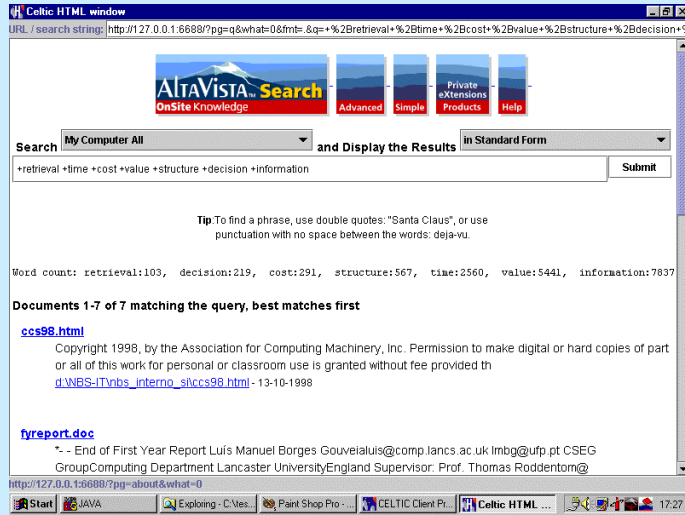 Celtic HTML window
URL / search string: http://127.0.0.1:6688/?pg=q&what=0&fmt=.&q=+%2Bretrieval+%2Btime+%2Bcost+%2Bvalue+%2Bstructure+%2Bdecision+%
ALTAVISTA Search
OnSite Knowledge
Advanced
Simple
Private
eXtensions
Products
Help
Search My Computer All and Display the Results in Standard Form
+retrieval +time +cost +value +structure +decision +information Submit
Tip:To find a phrase, use double quotes: "Santa Claus", or use
punctuation with no space between the words: deja-vu.
Word count: retrieval:103, decision:219, cost:291, structure:567, time:2560, value:5441, information:7837
Documents 1-7 of 7 matching the query, best matches first
ccs98.html
Copyright 1998, by the Association for Computing Machinery, Inc. Permission to make digital or hard copies of part
or all of this work for personal or classroom use is granted without fee provided th
d:\NBS-IT\nbs_interno_si\ccs98.html - 13-10-1998
fyreport.doc
*- - End of First Year Report Luís Manuel Borges Gouveialuis@comp.lancs.ac.uk lmbg@ufp.pt CSEG
GroupComputing Department Lancaster UniversityEngland Supervisor: Prof. Thomas Roddentom@
http://127.0.0.1:6688/?pg=about&what=0
Start JAVA Exploring - C:\tes... Paint Shop Pro - ... CELTIC Client Pr... Celtic HTML ... 17:27